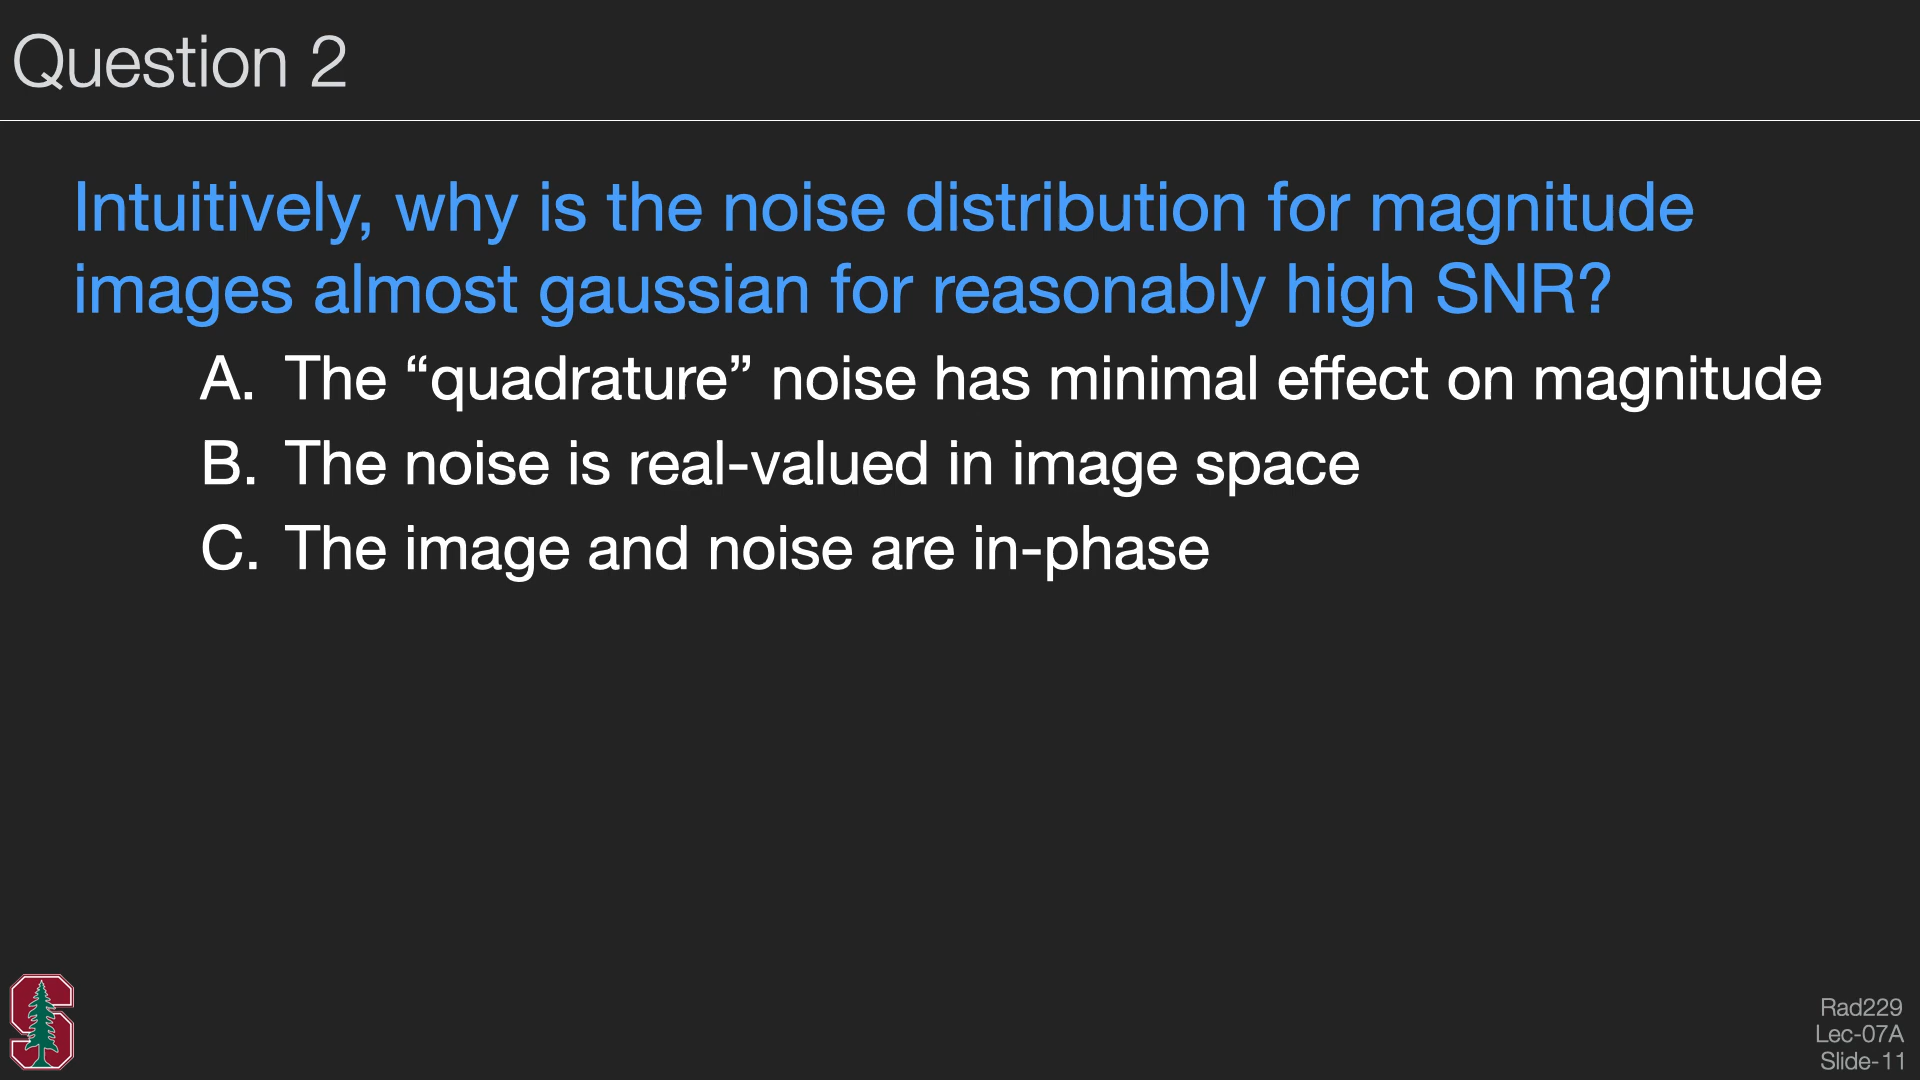 Question 2
Intuitively, why is the noise distribution for magnitude
images almost gaussian for reasonably high SNR?
A. The “quadrature” noise has minimal effect on magnitude
B. The noise is real-valued in image space
C. The image and noise are in-phase
Rad229
Lec-07A
Slide-11